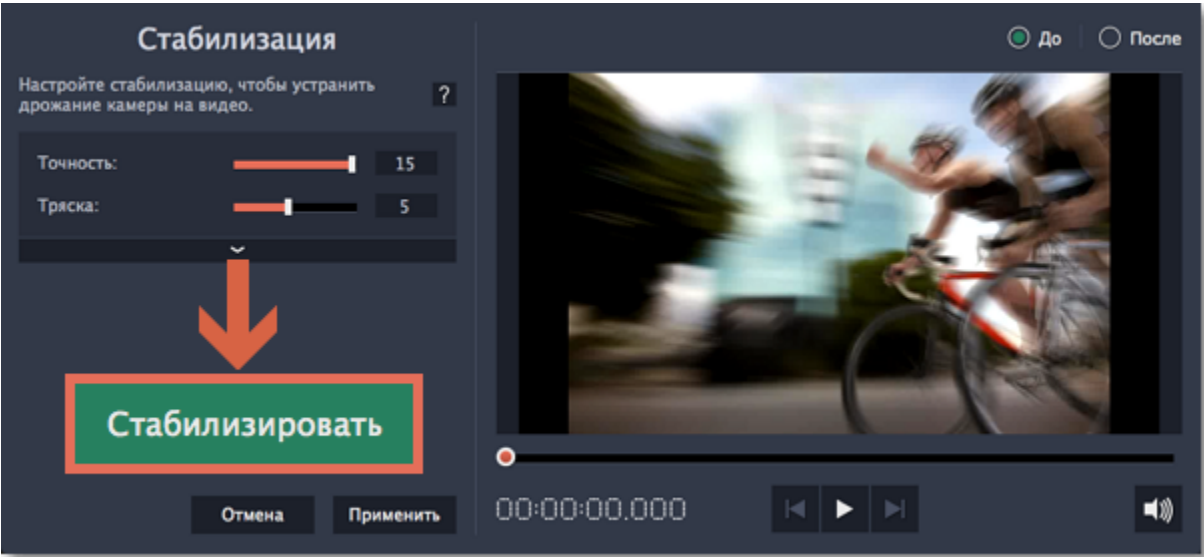 Стабилизация
Настройте стабилизацию, чтобы устранить
дрожание камеры на видео.
?
Точность: 15
Тряска: 5
Стабилизировать
Отмена Применить
До После
00:00:00.000